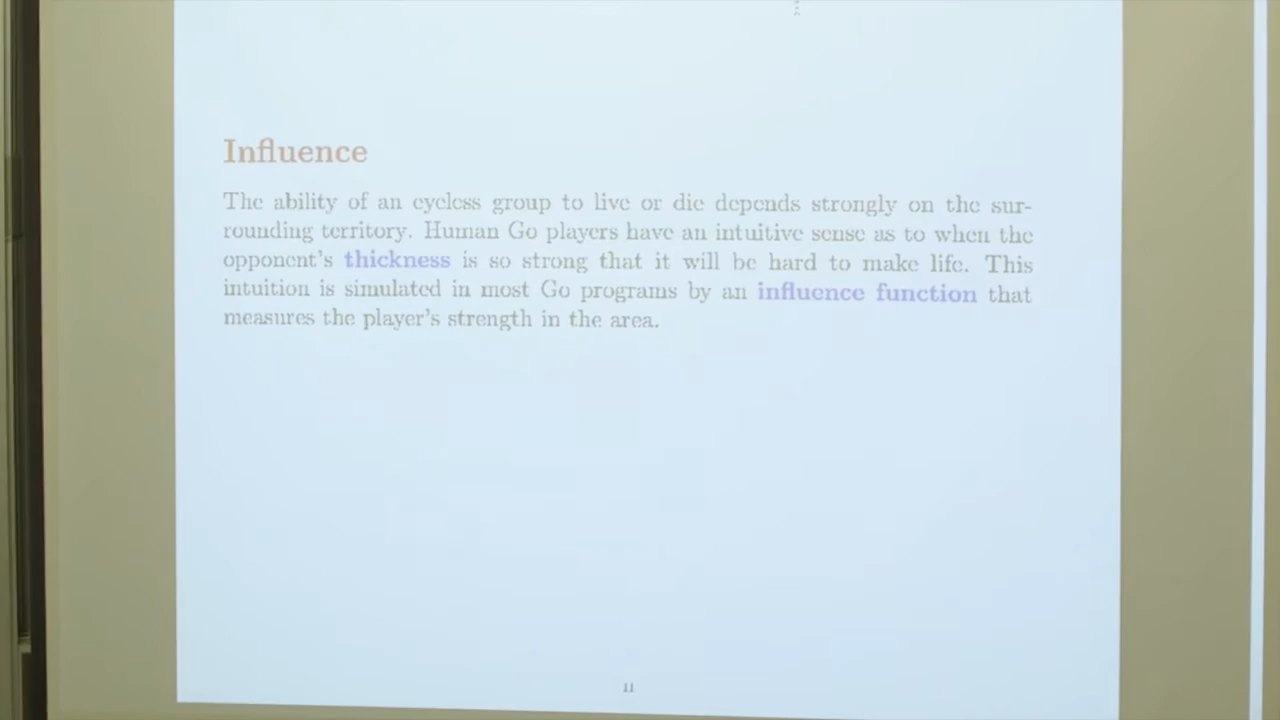 Influence
The ability of an eyeless group to live or die depends strongly on the sur-
rounding territory. Human Go players have an intuitive sense as to when the
opponent's thickness is so strong that it will be hard to make life. This
intuition is simulated in most Go programs by an influence function that
measures the player's strength in the area.
11